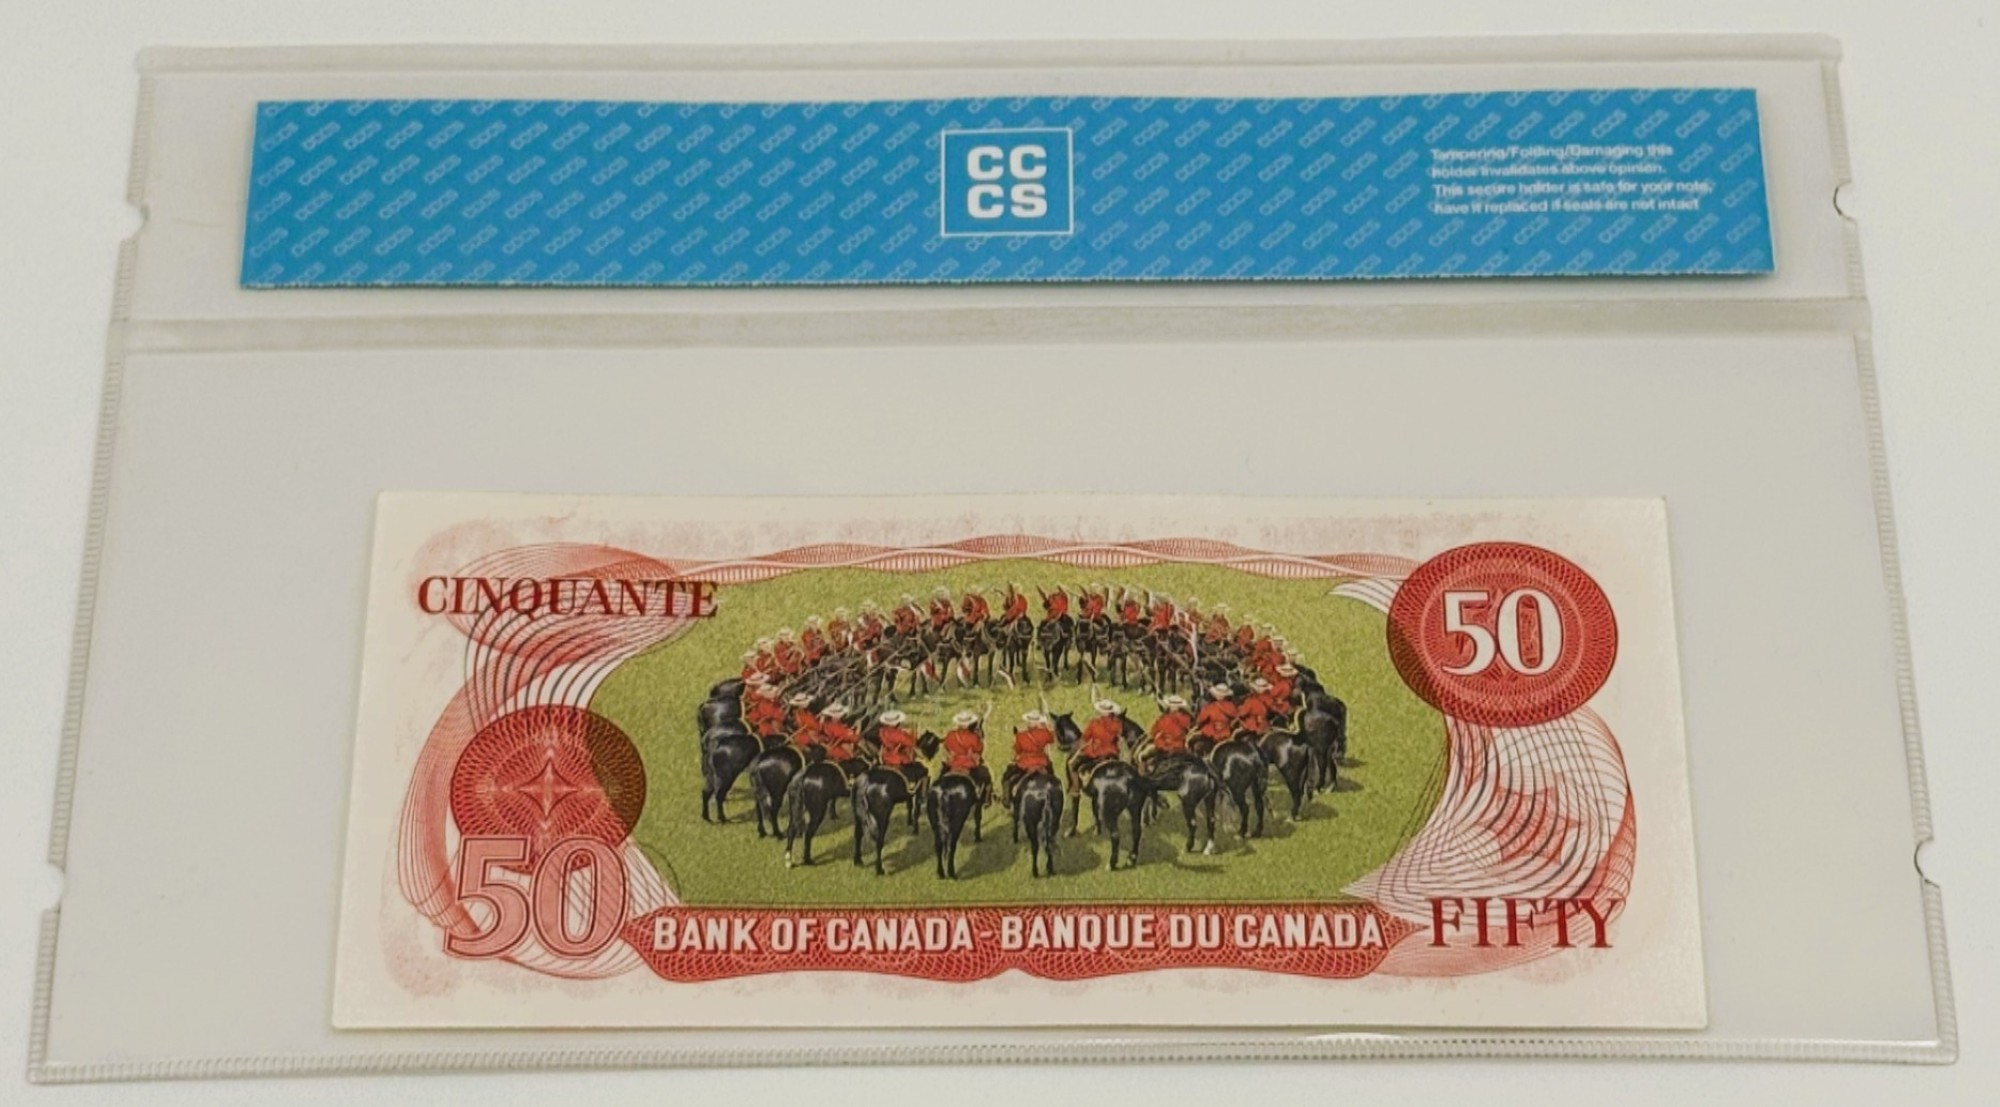 CC
CS
Tampering/Folding/Damaging this
holder invalidates above opinion.
This secure holder is safe for your note,
have it replaced if seals are not intact
CINQUANTE
50
50
BANK OF CANADA - BANQUE DU CANADA
FIFTY